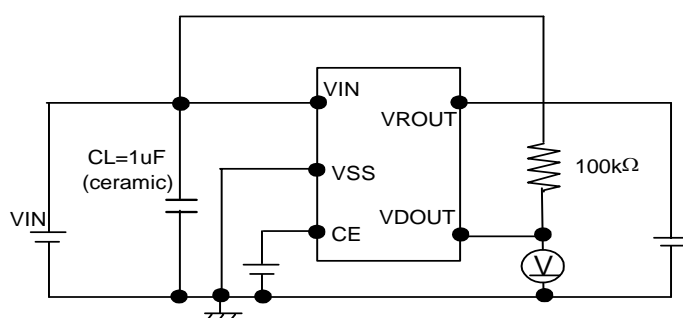 VIN
VROUT
CL=1uF
(ceramic)
VSS
100kΩ
VIN
VDOUT
CE
V